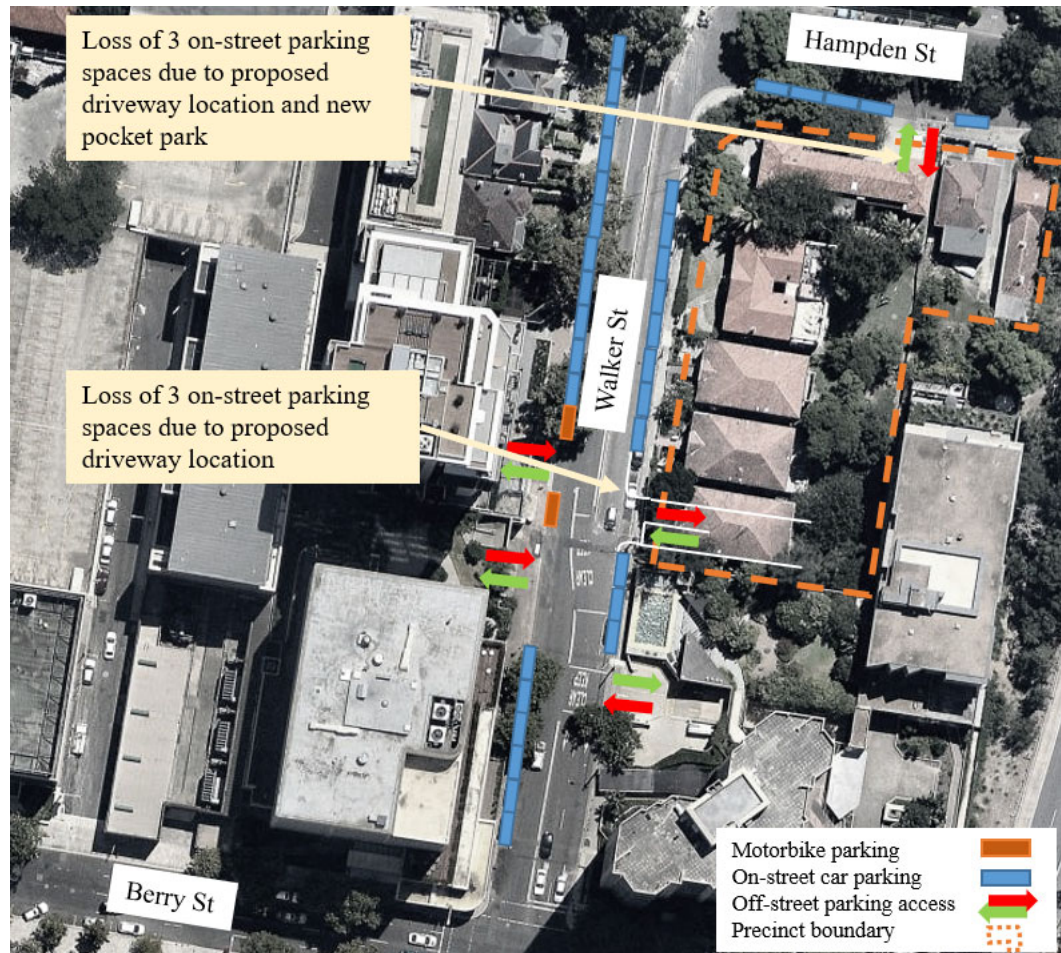 Loss of 3 on-street parking
spaces due to proposed
driveway location and new
pocket park
Hampden St
Walker St
Loss of 3 on-street parking
spaces due to proposed
driveway location
Berry St
Motorbike parking
On-street car parking
Off-street parking access
Precinct boundary